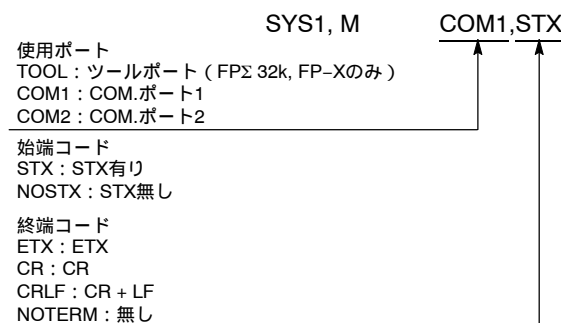 SYS1, M COM1,STX
使用ポート
TOOL：ツールポート（FPΣ 32k, FP−Xのみ）
COM1：COM.ポート1
COM2：COM.ポート2
始端コード
STX：STX有り
NOSTX：STX無し
終端コード
ETX：ETX
CR：CR
CRLF：CR + LF
NOTERM：無し